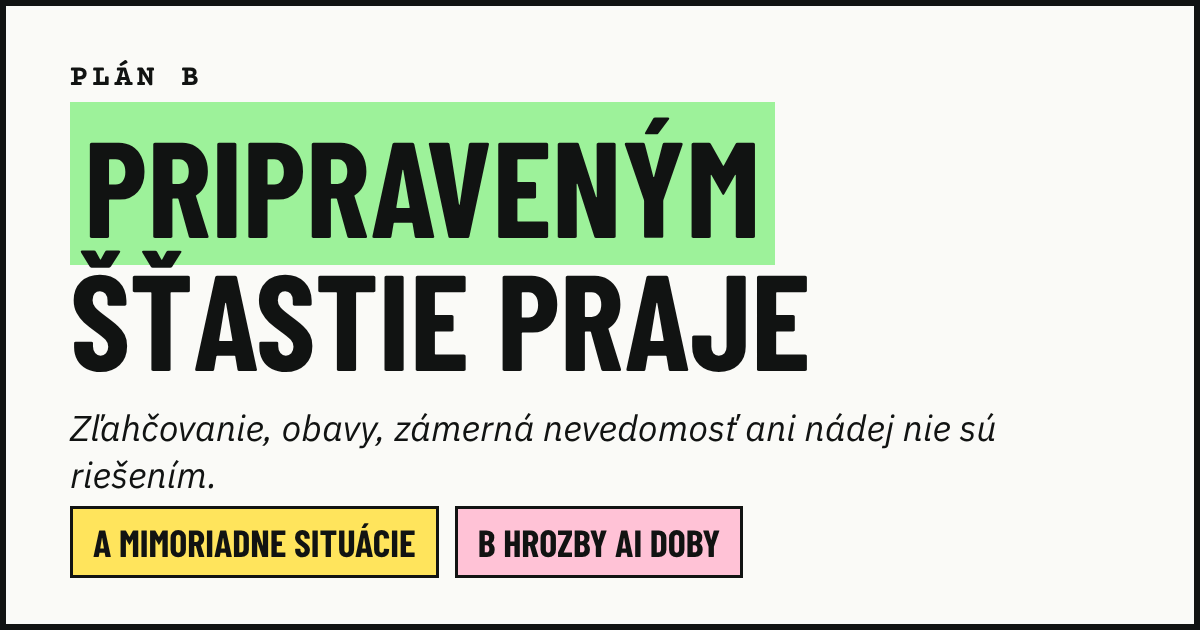 PLÁN B
PRIPRAVENÝM
ŠŤASTIE PRAJE
Zľahčovanie, obavy, zámerná nevedomosť ani nádej nie sú
riešením.
A MIMORIADNE SITUÁCIE
B HROZBY AI DOBY